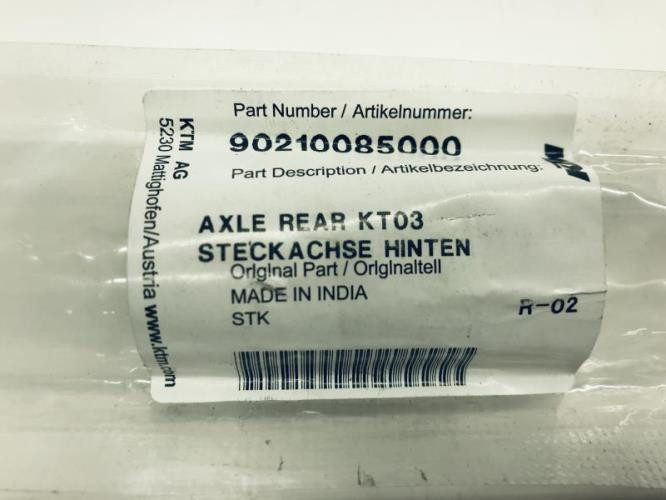 Part Number / Artikelnummer:
90210085000
Part Description / Artikelbezeichnung:
KTM
AXLE REAR KT03
STECKACHSE HINTEN
Original Part / Originalteil
MADE IN INDIA
STK
R-02
KTM AG
5230 Mattighofen/Austria www.ktm.com